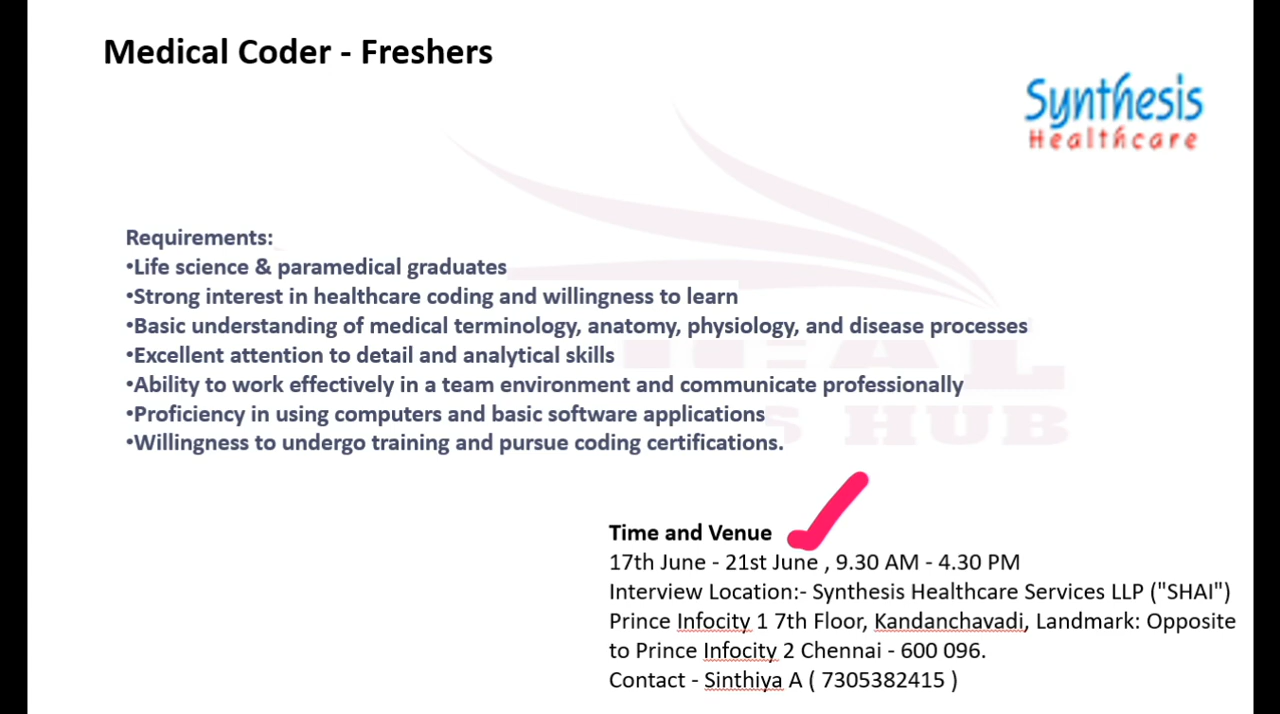 Medical Coder - Freshers
Synthesis
Healthcare
Requirements:
•Life science & paramedical graduates
•Strong interest in healthcare coding and willingness to learn
•Basic understanding of medical terminology, anatomy, physiology, and disease processes
•Excellent attention to detail and analytical skills
•Ability to work effectively in a team environment and communicate professionally
•Proficiency in using computers and basic software applications
•Willingness to undergo training and pursue coding certifications.
HUB
Time and Venue
17th June - 21st June , 9.30 AM - 4.30 PM
Interview Location:- Synthesis Healthcare Services LLP ("SHAI")
Prince Infocity 1 7th Floor, Kandanchavadi, Landmark: Opposite
to Prince Infocity 2 Chennai - 600 096.
Contact - Sinthiya A ( 7305382415 )